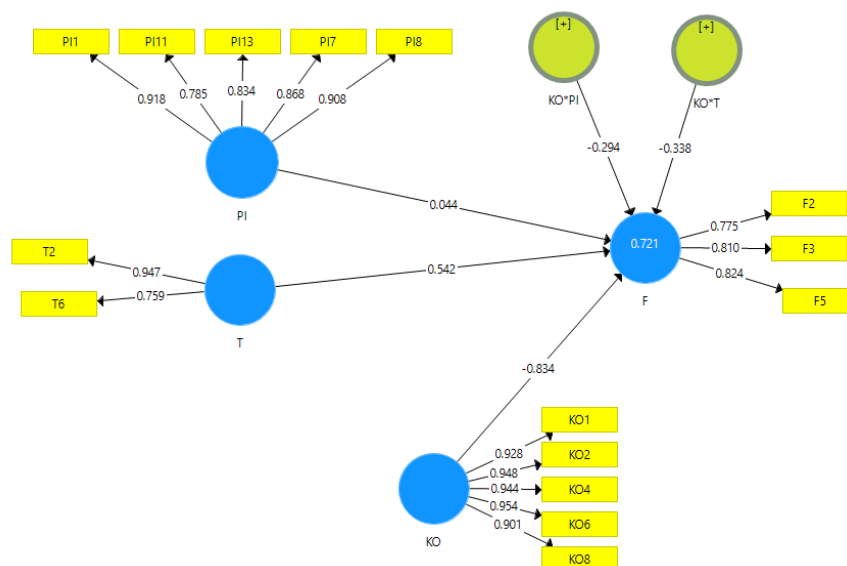 [+]
[+]
PI1
PI11
PI13
PI7
PI8
0.918
0.785
0.834
0.868
0.908
KO*PI
KO*T
-0.294
-0.338
PI
0.044
F2
0.775
T2
0.721
0.810
F3
0.947
0.542
0.824
T6
0.759
F5
F
T
-0.834
KO1
0.928
KO2
0.948
0.944
KO4
0.954
KO6
0.901
KO
KO8